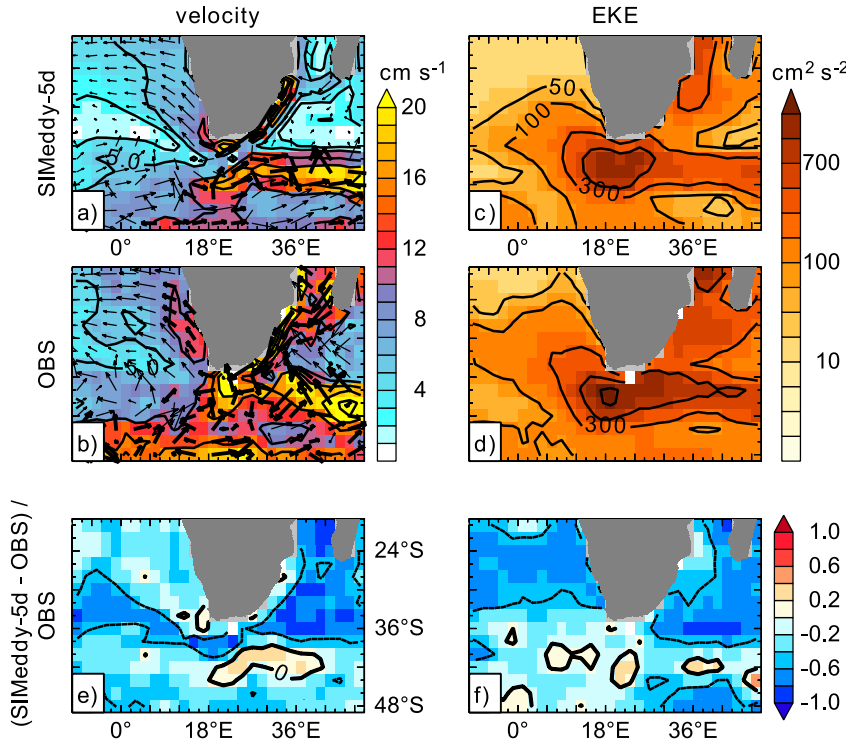 velocity
EKE
SIMeddy-5d
cm s⁻¹
cm² s⁻²
20
16
12
8
4
700
100
10
5.0
a)
50
100
300
c)
0°
18°E
36°E
0°
18°E
36°E
OBS
5.0
b)
300
d)
(SIMeddy-5d - OBS) /
OBS
24°S
36°S
48°S
0
e)
f)
1.0
0.6
0.2
-0.2
-0.6
-1.0
0°
18°E
36°E
0°
18°E
36°E